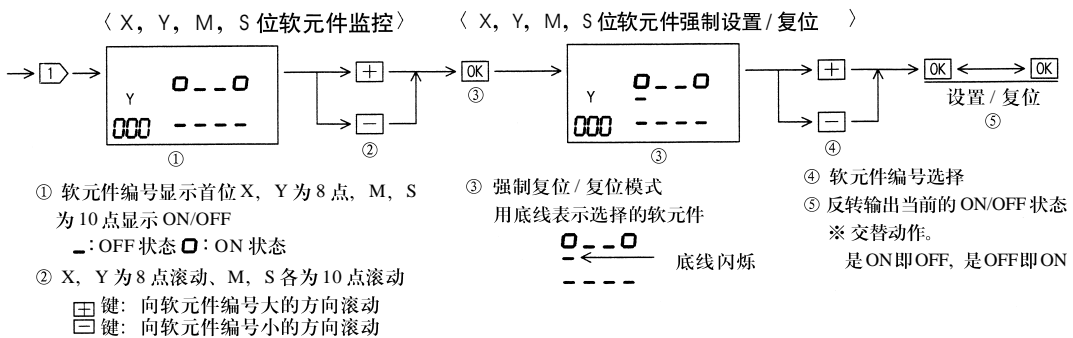 〈 X，Y，M，S 位软元件监控〉
〈 X，Y，M，S 位软元件强制设置 / 复位 〉
1
Y
000
①
+
−
②
OK
③
Y
000
③
+
−
④
OK
OK
设置 / 复位
⑤
① 软元件编号显示首位 X，Y 为 8 点，M，S
为 10 点显示 ON/OFF
：OFF 状态 ：ON 状态
② X，Y 为 8 点滚动、M，S 各为 10 点滚动
+ 键：向软元件编号大的方向滚动
− 键：向软元件编号小的方向滚动
③ 强制复位 / 复位模式
用底线表示选择的软元件
底线闪烁
④ 软元件编号选择
⑤ 反转输出当前的 ON/OFF 状态
※ 交替动作。
是 ON 即 OFF，是 OFF 即 ON